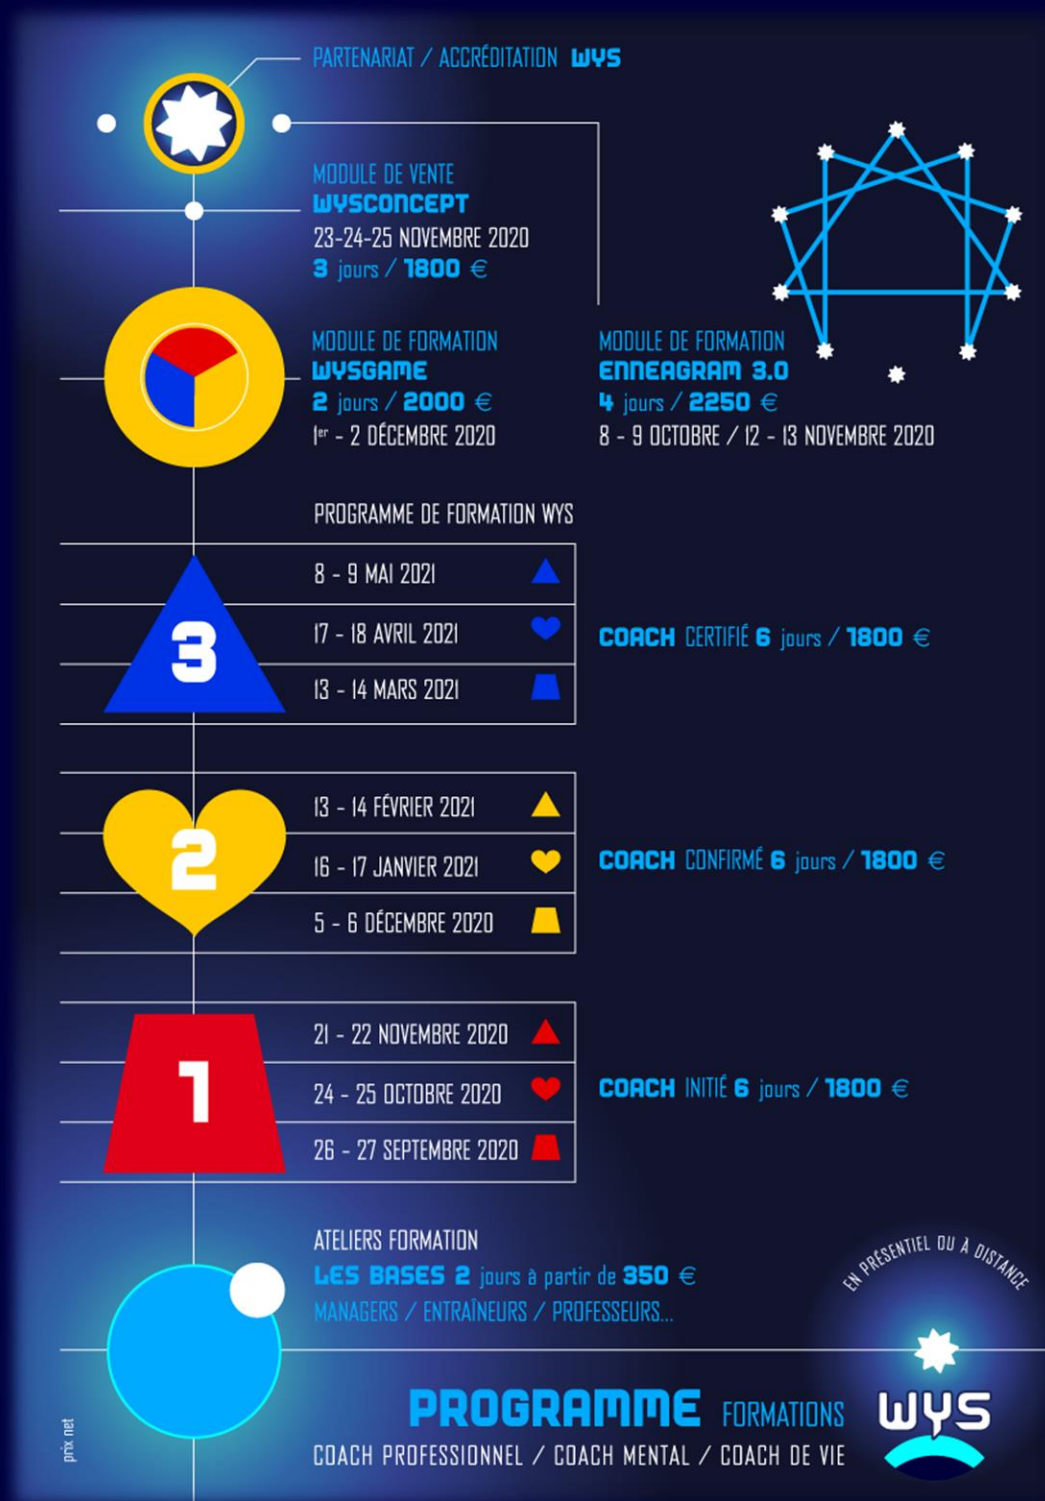 PARTENARIAT / ACCRÉDITATION WYS
MODULE DE VENTE
WYSCONCEPT
23-24-25 NOVEMBRE 2020
3 jours / 1800 €
MODULE DE FORMATION
WYSGAME
2 jours / 2000 €
1er - 2 DÉCEMBRE 2020
MODULE DE FORMATION
ENNEAGRAM 3.0
4 jours / 2250 €
8 - 9 OCTOBRE / 12 - 13 NOVEMBRE 2020
PROGRAMME DE FORMATION WYS
3
8 - 9 MAI 2021
17 - 18 AVRIL 2021
13 - 14 MARS 2021
COACH CERTIFIÉ 6 jours / 1800 €
2
13 - 14 FÉVRIER 2021
16 - 17 JANVIER 2021
5 - 6 DÉCEMBRE 2020
COACH CONFIRMÉ 6 jours / 1800 €
1
21 - 22 NOVEMBRE 2020
24 - 25 OCTOBRE 2020
26 - 27 SEPTEMBRE 2020
COACH INITIÉ 6 jours / 1800 €
ATELIERS FORMATION
LES BASES 2 jours à partir de 350 €
MANAGERS / ENTRAÎNEURS / PROFESSEURS...
EN PRÉSENTIEL OU À DISTANCE
PROGRAMME FORMATIONS
COACH PROFESSIONNEL / COACH MENTAL / COACH DE VIE
WYS
prix net